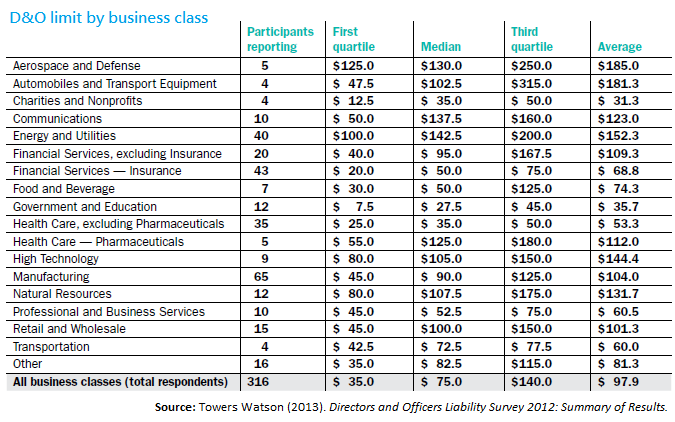 D&O limit by business class
Participants reporting First quartile Median Third quartile Average
Aerospace and Defense 5 $125.0 $130.0 $250.0 $185.0
Automobiles and Transport Equipment 4 $ 47.5 $102.5 $315.0 $181.3
Charities and Nonprofits 4 $ 12.5 $ 35.0 $ 50.0 $ 31.3
Communications 10 $ 50.0 $137.5 $160.0 $123.0
Energy and Utilities 40 $100.0 $142.5 $200.0 $152.3
Financial Services, excluding Insurance 20 $ 40.0 $ 95.0 $167.5 $109.3
Financial Services — Insurance 43 $ 20.0 $ 50.0 $ 75.0 $ 68.8
Food and Beverage 7 $ 30.0 $ 50.0 $125.0 $ 74.3
Government and Education 12 $ 7.5 $ 27.5 $ 45.0 $ 35.7
Health Care, excluding Pharmaceuticals 35 $ 25.0 $ 35.0 $ 50.0 $ 53.3
Health Care — Pharmaceuticals 5 $ 55.0 $125.0 $180.0 $112.0
High Technology 9 $ 80.0 $105.0 $150.0 $144.4
Manufacturing 65 $ 45.0 $ 90.0 $125.0 $104.0
Natural Resources 12 $ 80.0 $107.5 $175.0 $131.7
Professional and Business Services 10 $ 45.0 $ 52.5 $ 75.0 $ 60.5
Retail and Wholesale 15 $ 45.0 $100.0 $150.0 $101.3
Transportation 4 $ 42.5 $ 72.5 $ 77.5 $ 60.0
Other 16 $ 35.0 $ 82.5 $115.0 $ 81.3
All business classes (total respondents) 316 $ 35.0 $ 75.0 $140.0 $ 97.9
Source: Towers Watson (2013). Directors and Officers Liability Survey 2012: Summary of Results.